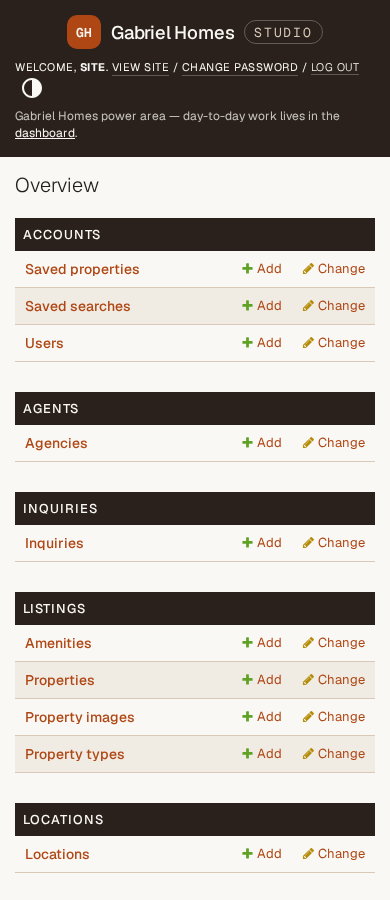 GH Gabriel Homes STUDIO
WELCOME, SITE. VIEW SITE / CHANGE PASSWORD / LOG OUT
Gabriel Homes power area — day-to-day work lives in the
dashboard.
Overview
ACCOUNTS
Saved properties Add Change
Saved searches Add Change
Users Add Change
AGENTS
Agencies Add Change
INQUIRIES
Inquiries Add Change
LISTINGS
Amenities Add Change
Properties Add Change
Property images Add Change
Property types Add Change
LOCATIONS
Locations Add Change